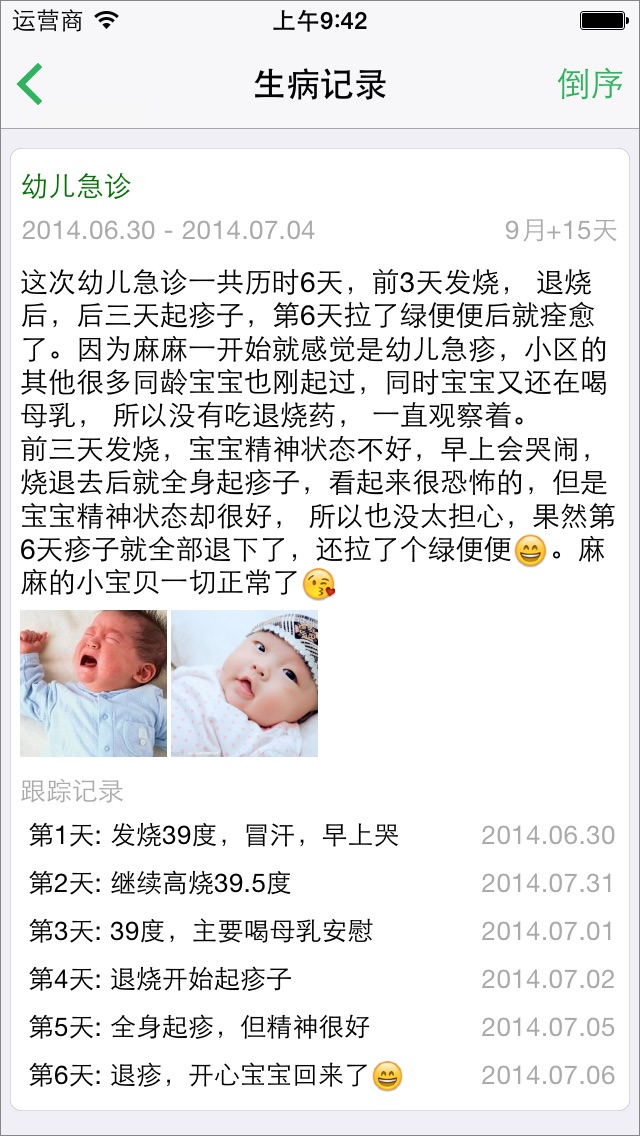 运营商 上午9:42
生病记录 倒序
幼儿急诊
2014.06.30 - 2014.07.04 9月+15天
这次幼儿急诊一共历时6天，前3天发烧， 退烧
后，后三天起疹子，第6天拉了绿便便后就痊愈
了。因为麻麻一开始就感觉是幼儿急疹，小区的
其他很多同龄宝宝也刚起过，同时宝宝又还在喝
母乳， 所以没有吃退烧药， 一直观察着。
前三天发烧，宝宝精神状态不好，早上会哭闹，
烧退去后就全身起疹子，看起来很恐怖的，但是
宝宝精神状态却很好， 所以也没太担心，果然第
6天疹子就全部退下了，还拉了个绿便便😄。麻
麻的小宝贝一切正常了😘
跟踪记录
第1天: 发烧39度，冒汗，早上哭 2014.06.30
第2天: 继续高烧39.5度 2014.07.31
第3天: 39度，主要喝母乳安慰 2014.07.01
第4天: 退烧开始起疹子 2014.07.02
第5天: 全身起疹，但精神很好 2014.07.05
第6天: 退疹，开心宝宝回来了😄 2014.07.06